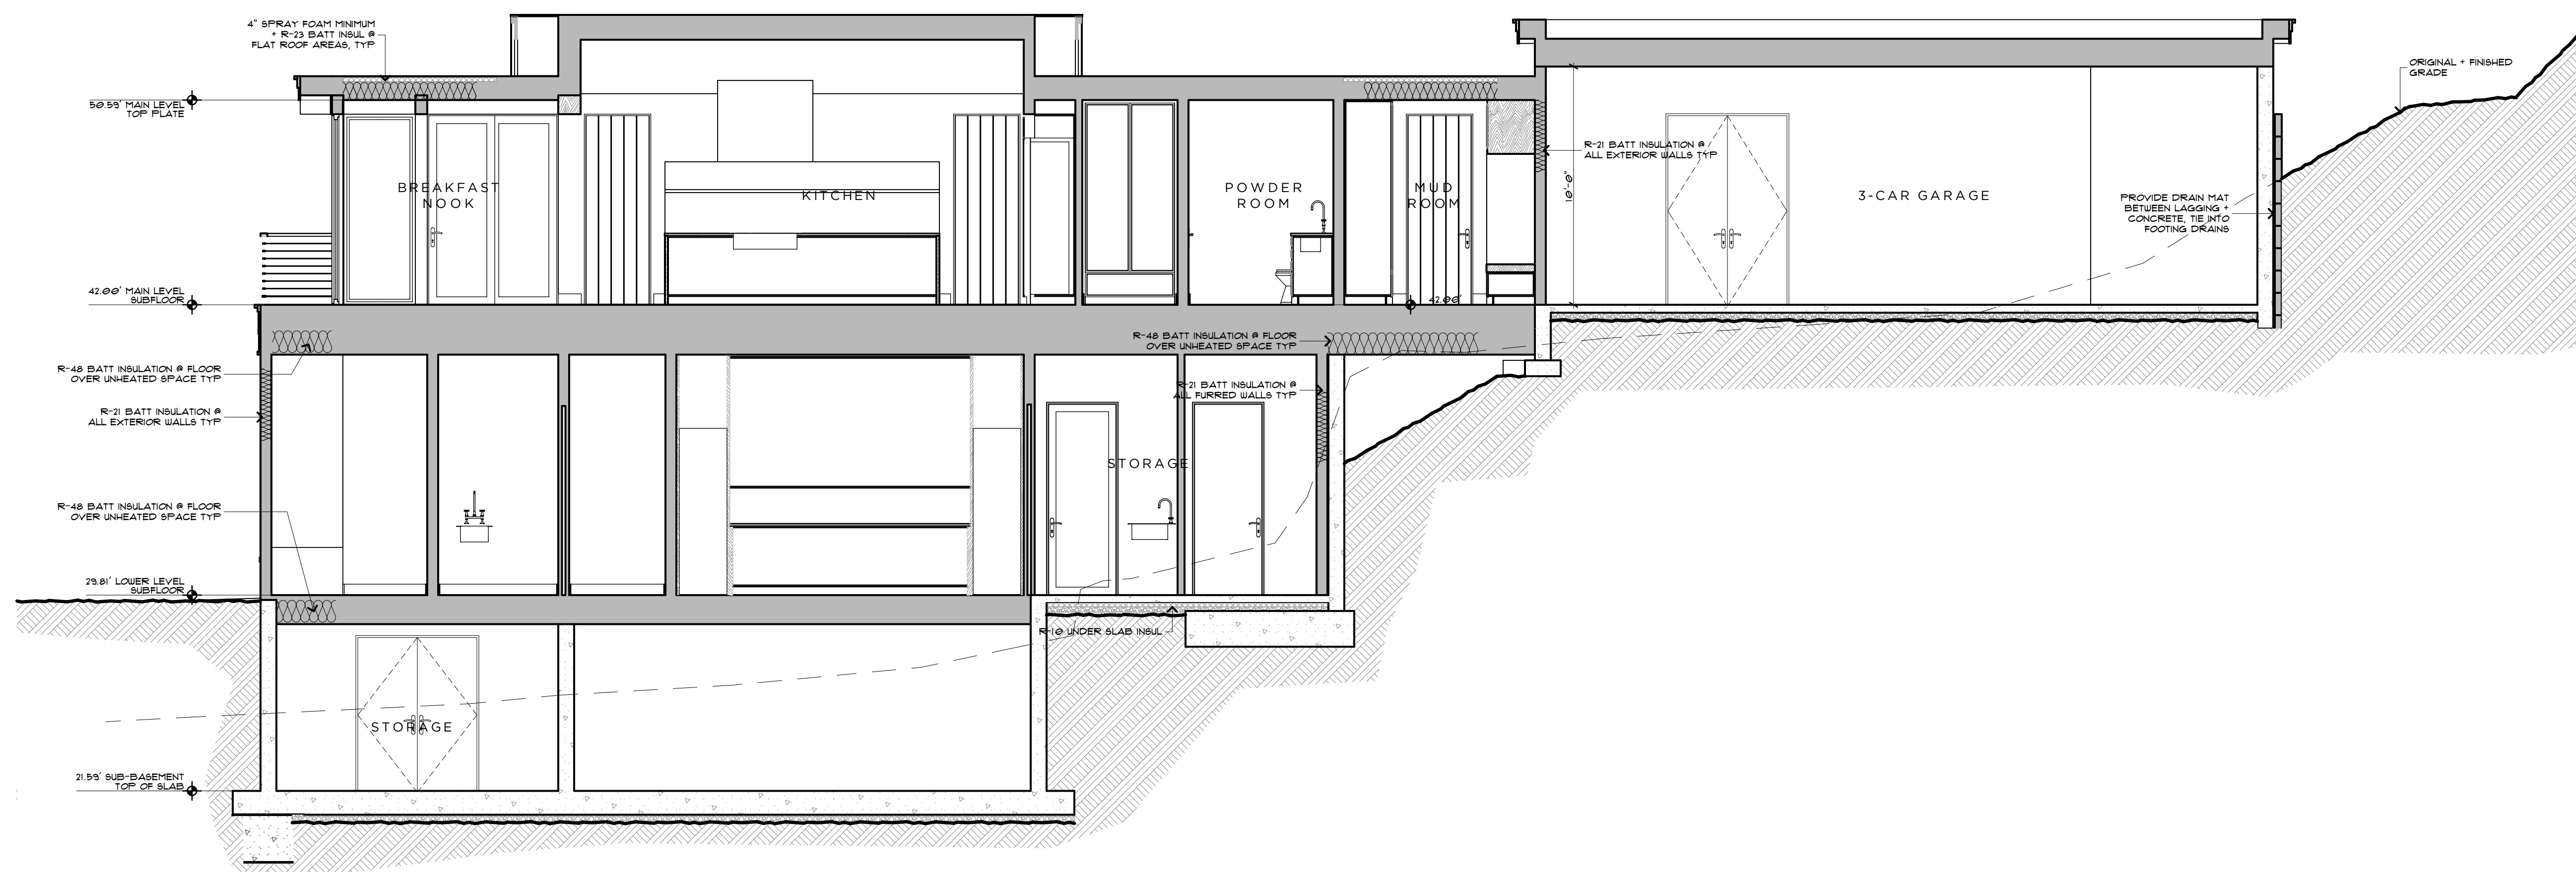 4" SPRAY FOAM MINIMUM
+ R-23 BATT INSUL @
FLAT ROOF AREAS, TYP
ORIGINAL + FINISHED
GRADE
50.59' MAIN LEVEL
TOP PLATE
R-21 BATT INSULATION @
ALL EXTERIOR WALLS TYP
10'-0"
BREAKFAST
NOOK
KITCHEN
POWDER
ROOM
MUD
ROOM
3-CAR GARAGE
PROVIDE DRAIN MAT
BETWEEN LAGGING +
CONCRETE, TIE INTO
FOOTING DRAINS
42.00' MAIN LEVEL
SUBFLOOR
42.00'
R-48 BATT INSULATION @ FLOOR
OVER UNHEATED SPACE TYP
R-48 BATT INSULATION @ FLOOR
OVER UNHEATED SPACE TYP
R-21 BATT INSULATION @
ALL FURRED WALLS TYP
R-21 BATT INSULATION @
ALL EXTERIOR WALLS TYP
STORAGE
R-48 BATT INSULATION @ FLOOR
OVER UNHEATED SPACE TYP
29.81' LOWER LEVEL
SUBFLOOR
R-10 UNDER SLAB INSUL
STORAGE
21.59' SUB-BASEMENT
TOP OF SLAB